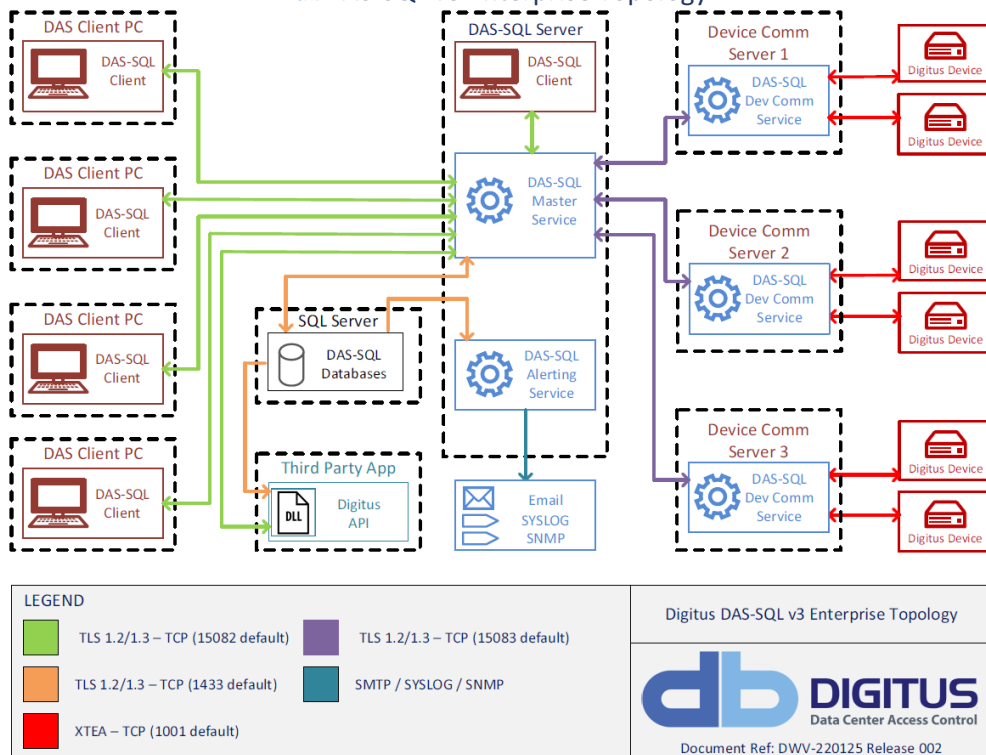 DAS Client PC
DAS-SQL
Client
DAS Client PC
DAS-SQL
Client
DAS Client PC
DAS-SQL
Client
DAS Client PC
DAS-SQL
Client
DAS-SQL Server
DAS-SQL
Client
DAS-SQL
Master
Service
SQL Server
DAS-SQL
Databases
DAS-SQL
Alerting
Service
Third Party App
DLL
Digitus
API
Email
SYSLOG
SNMP
Device Comm
Server 1
DAS-SQL
Dev Comm
Service
Digitus Device
Digitus Device
Device Comm
Server 2
DAS-SQL
Dev Comm
Service
Digitus Device
Digitus Device
Device Comm
Server 3
DAS-SQL
Dev Comm
Service
Digitus Device
Digitus Device
LEGEND
TLS 1.2/1.3 – TCP (15082 default)
TLS 1.2/1.3 – TCP (15083 default)
TLS 1.2/1.3 – TCP (1433 default)
SMTP / SYSLOG / SNMP
XTEA – TCP (1001 default)
Digitus DAS-SQL v3 Enterprise Topology
db DIGITUS
Data Center Access Control
Document Ref: DWV-220125 Release 002